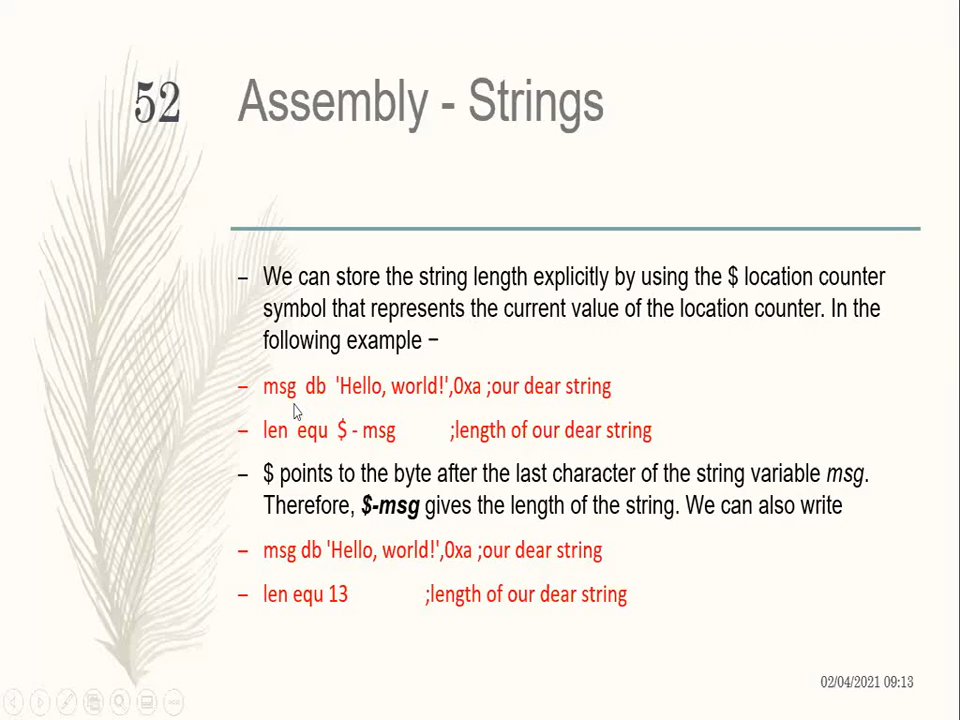 52
Assembly - Strings
– We can store the string length explicitly by using the $ location counter
symbol that represents the current value of the location counter. In the
following example −
– msg db 'Hello, world!',0xa ;our dear string
– len equ $ - msg ;length of our dear string
– $ points to the byte after the last character of the string variable msg.
Therefore, $-msg gives the length of the string. We can also write
– msg db 'Hello, world!',0xa ;our dear string
– len equ 13 ;length of our dear string
02/04/2021 09:13